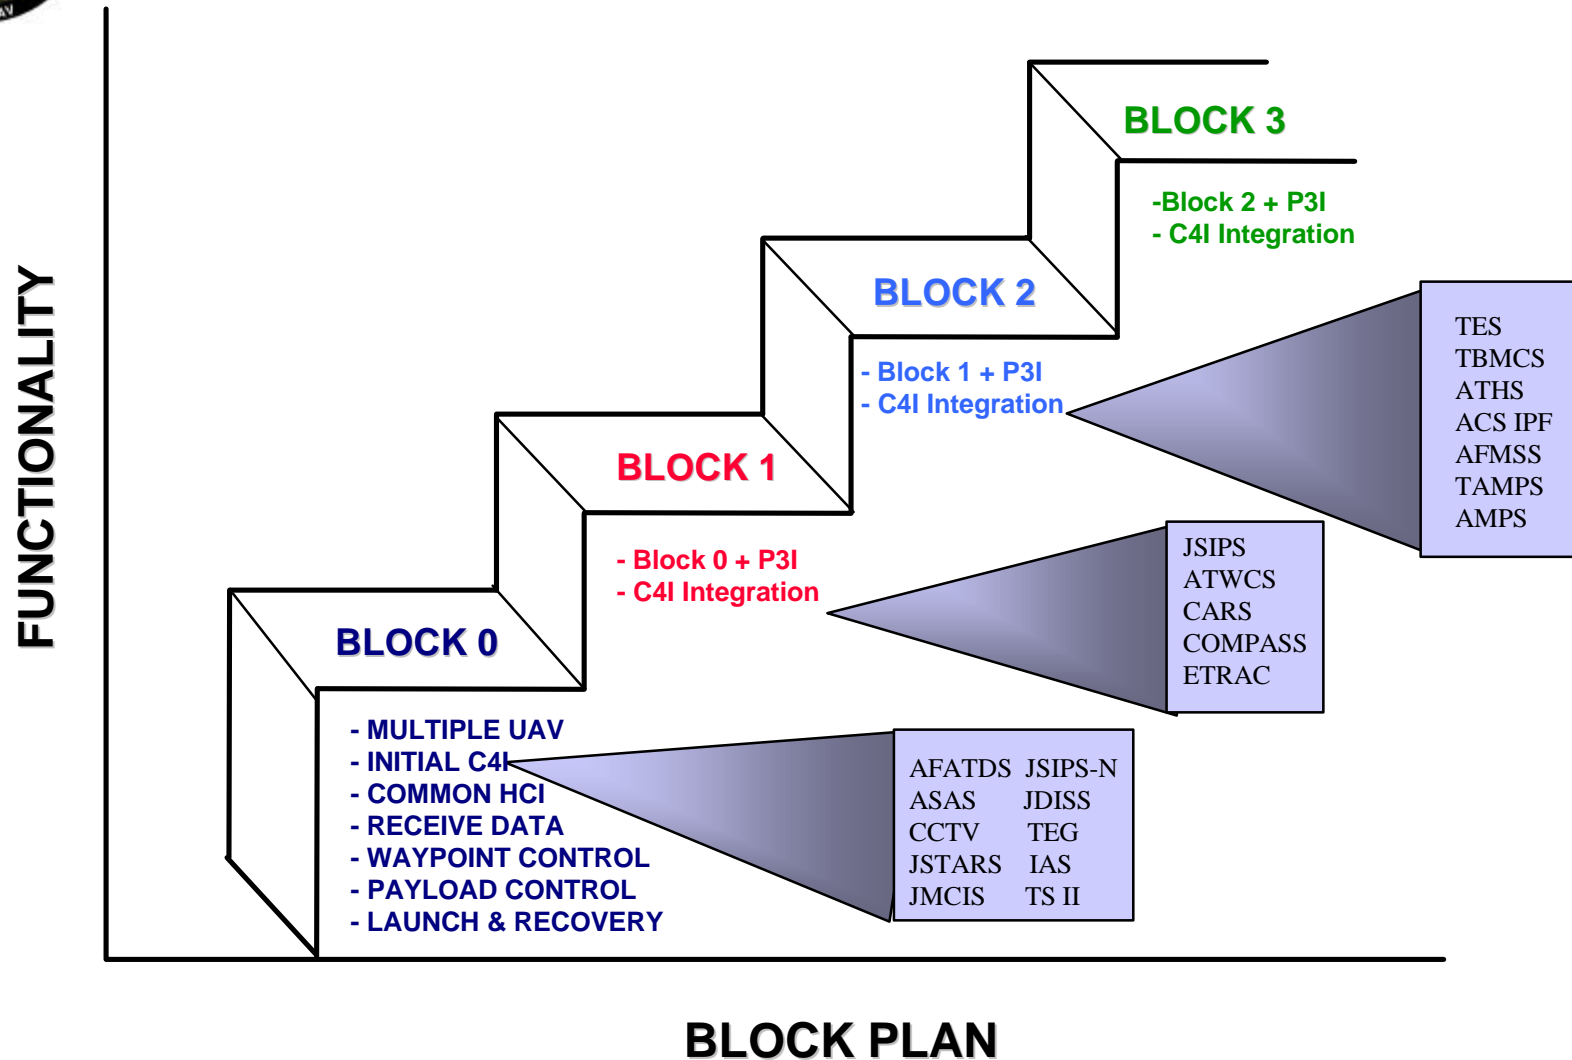 BLOCK 3
-Block 2 + P3I
- C4I Integration
BLOCK 2
- Block 1 + P3I
- C4I Integration
TES
TBMCS
ATHS
ACS IPF
AFMSS
TAMPS
AMPS
BLOCK 1
- Block 0 + P3I
- C4I Integration
JSIPS
ATWCS
CARS
COMPASS
ETRAC
BLOCK 0
- MULTIPLE UAV
- INITIAL C4I
- COMMON HCI
- RECEIVE DATA
- WAYPOINT CONTROL
- PAYLOAD CONTROL
- LAUNCH & RECOVERY
AFATDS JSIPS-N
ASAS JDISS
CCTV TEG
JSTARS IAS
JMCIS TS II
FUNCTIONALITY
BLOCK PLAN